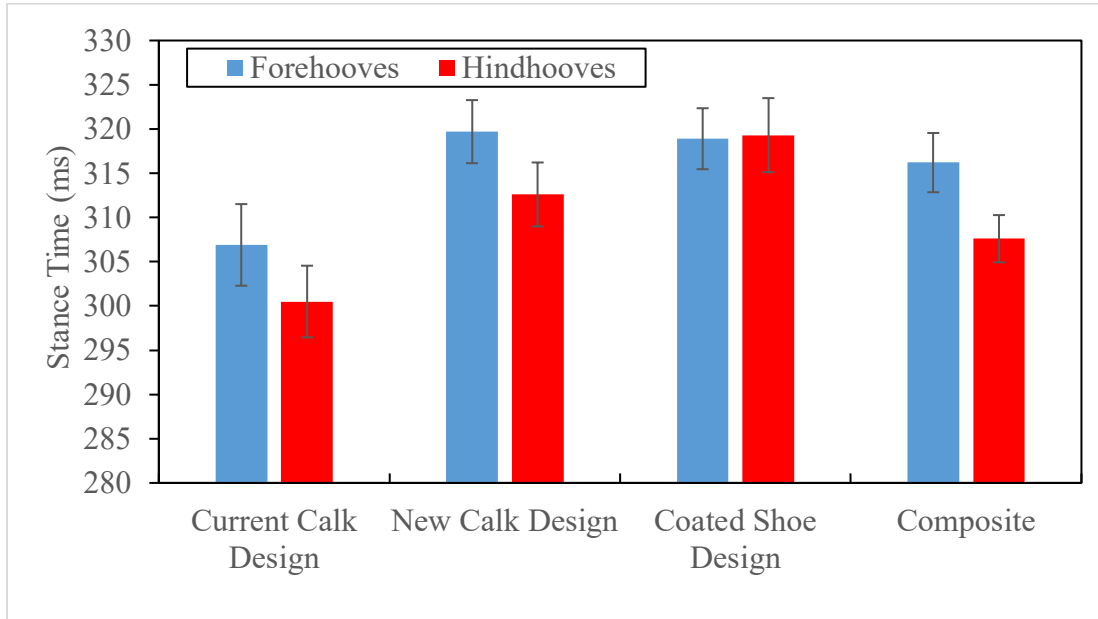 330
325
320
315
310
305
300
295
290
285
280
Stance Time (ms)
Forehooves Hindhooves
Current Calk Design
New Calk Design
Coated Shoe Design
Composite